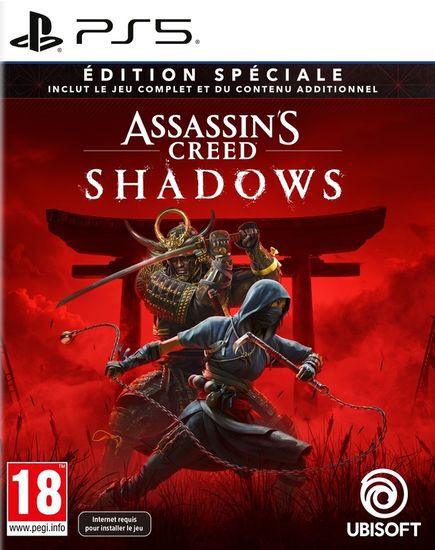 PS5
ÉDITION SPÉCIALE
INCLUT LE JEU COMPLET ET DU CONTENU ADDITIONNEL
ASSASSIN'S
CREED
SHADOWS
18
www.pegi.info
Internet requis
pour installer le jeu
UBISOFT